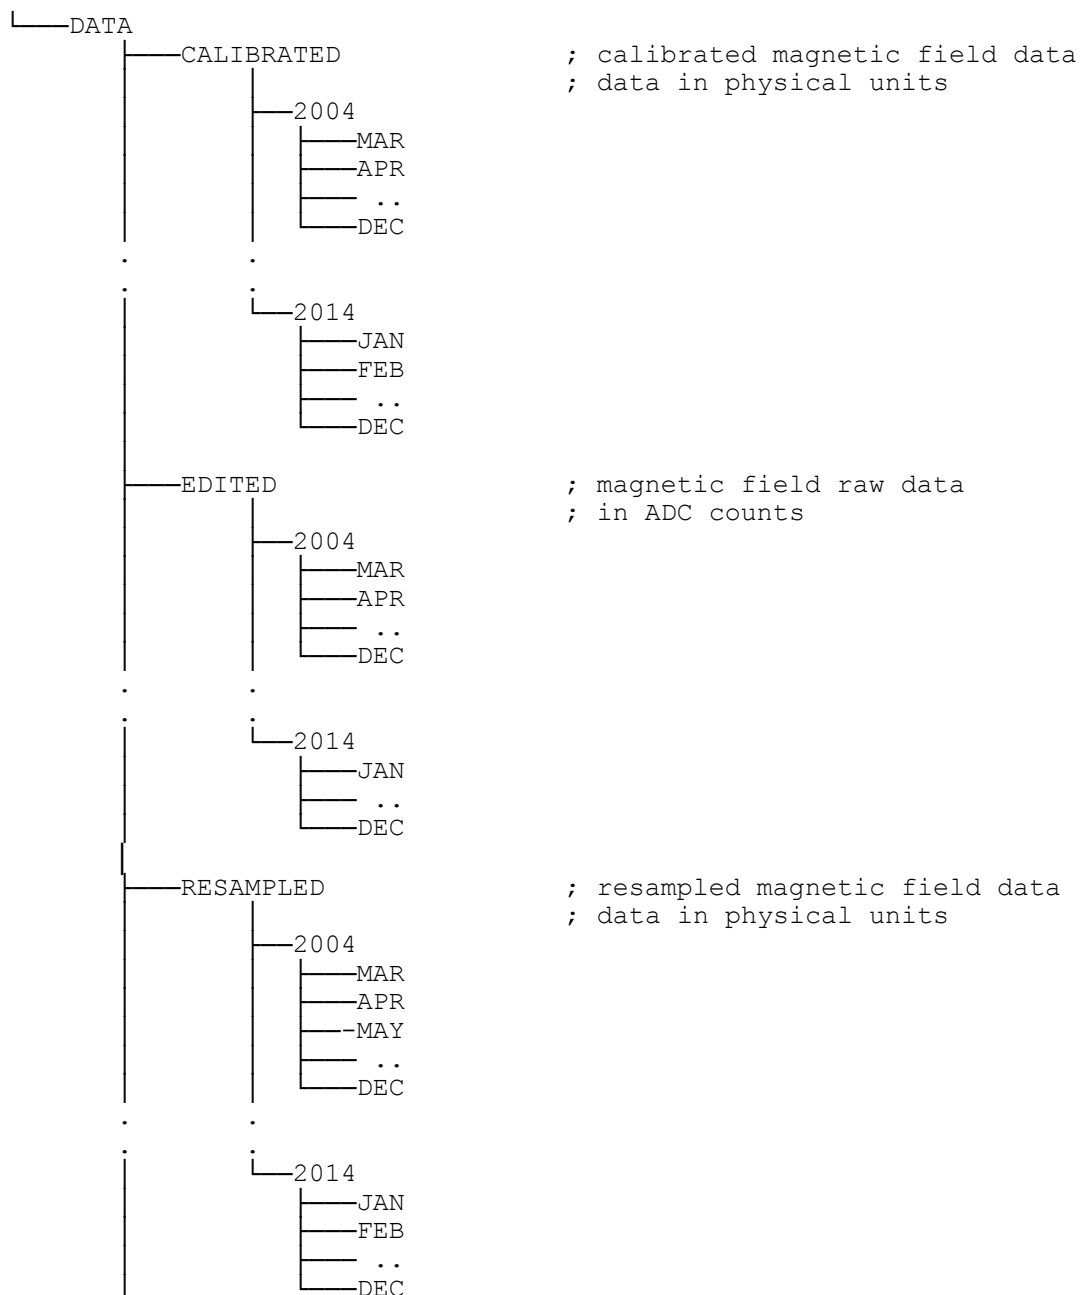 └───DATA
├───CALIBRATED ; calibrated magnetic field data
; data in physical units
├──2004
├───MAR
├───APR
├─── ..
└───DEC
. .
. .
└──2014
├───JAN
├───FEB
├─── ..
└───DEC
├───EDITED ; magnetic field raw data
; in ADC counts
├──2004
├───MAR
├───APR
├─── ..
└───DEC
. .
. .
└──2014
├───JAN
├─── ..
└───DEC
├───RESAMPLED ; resampled magnetic field data
; data in physical units
├──2004
├───MAR
├───APR
├──-MAY
├─── ..
└───DEC
. .
. .
└──2014
├───JAN
├───FEB
├─── ..
└───DEC